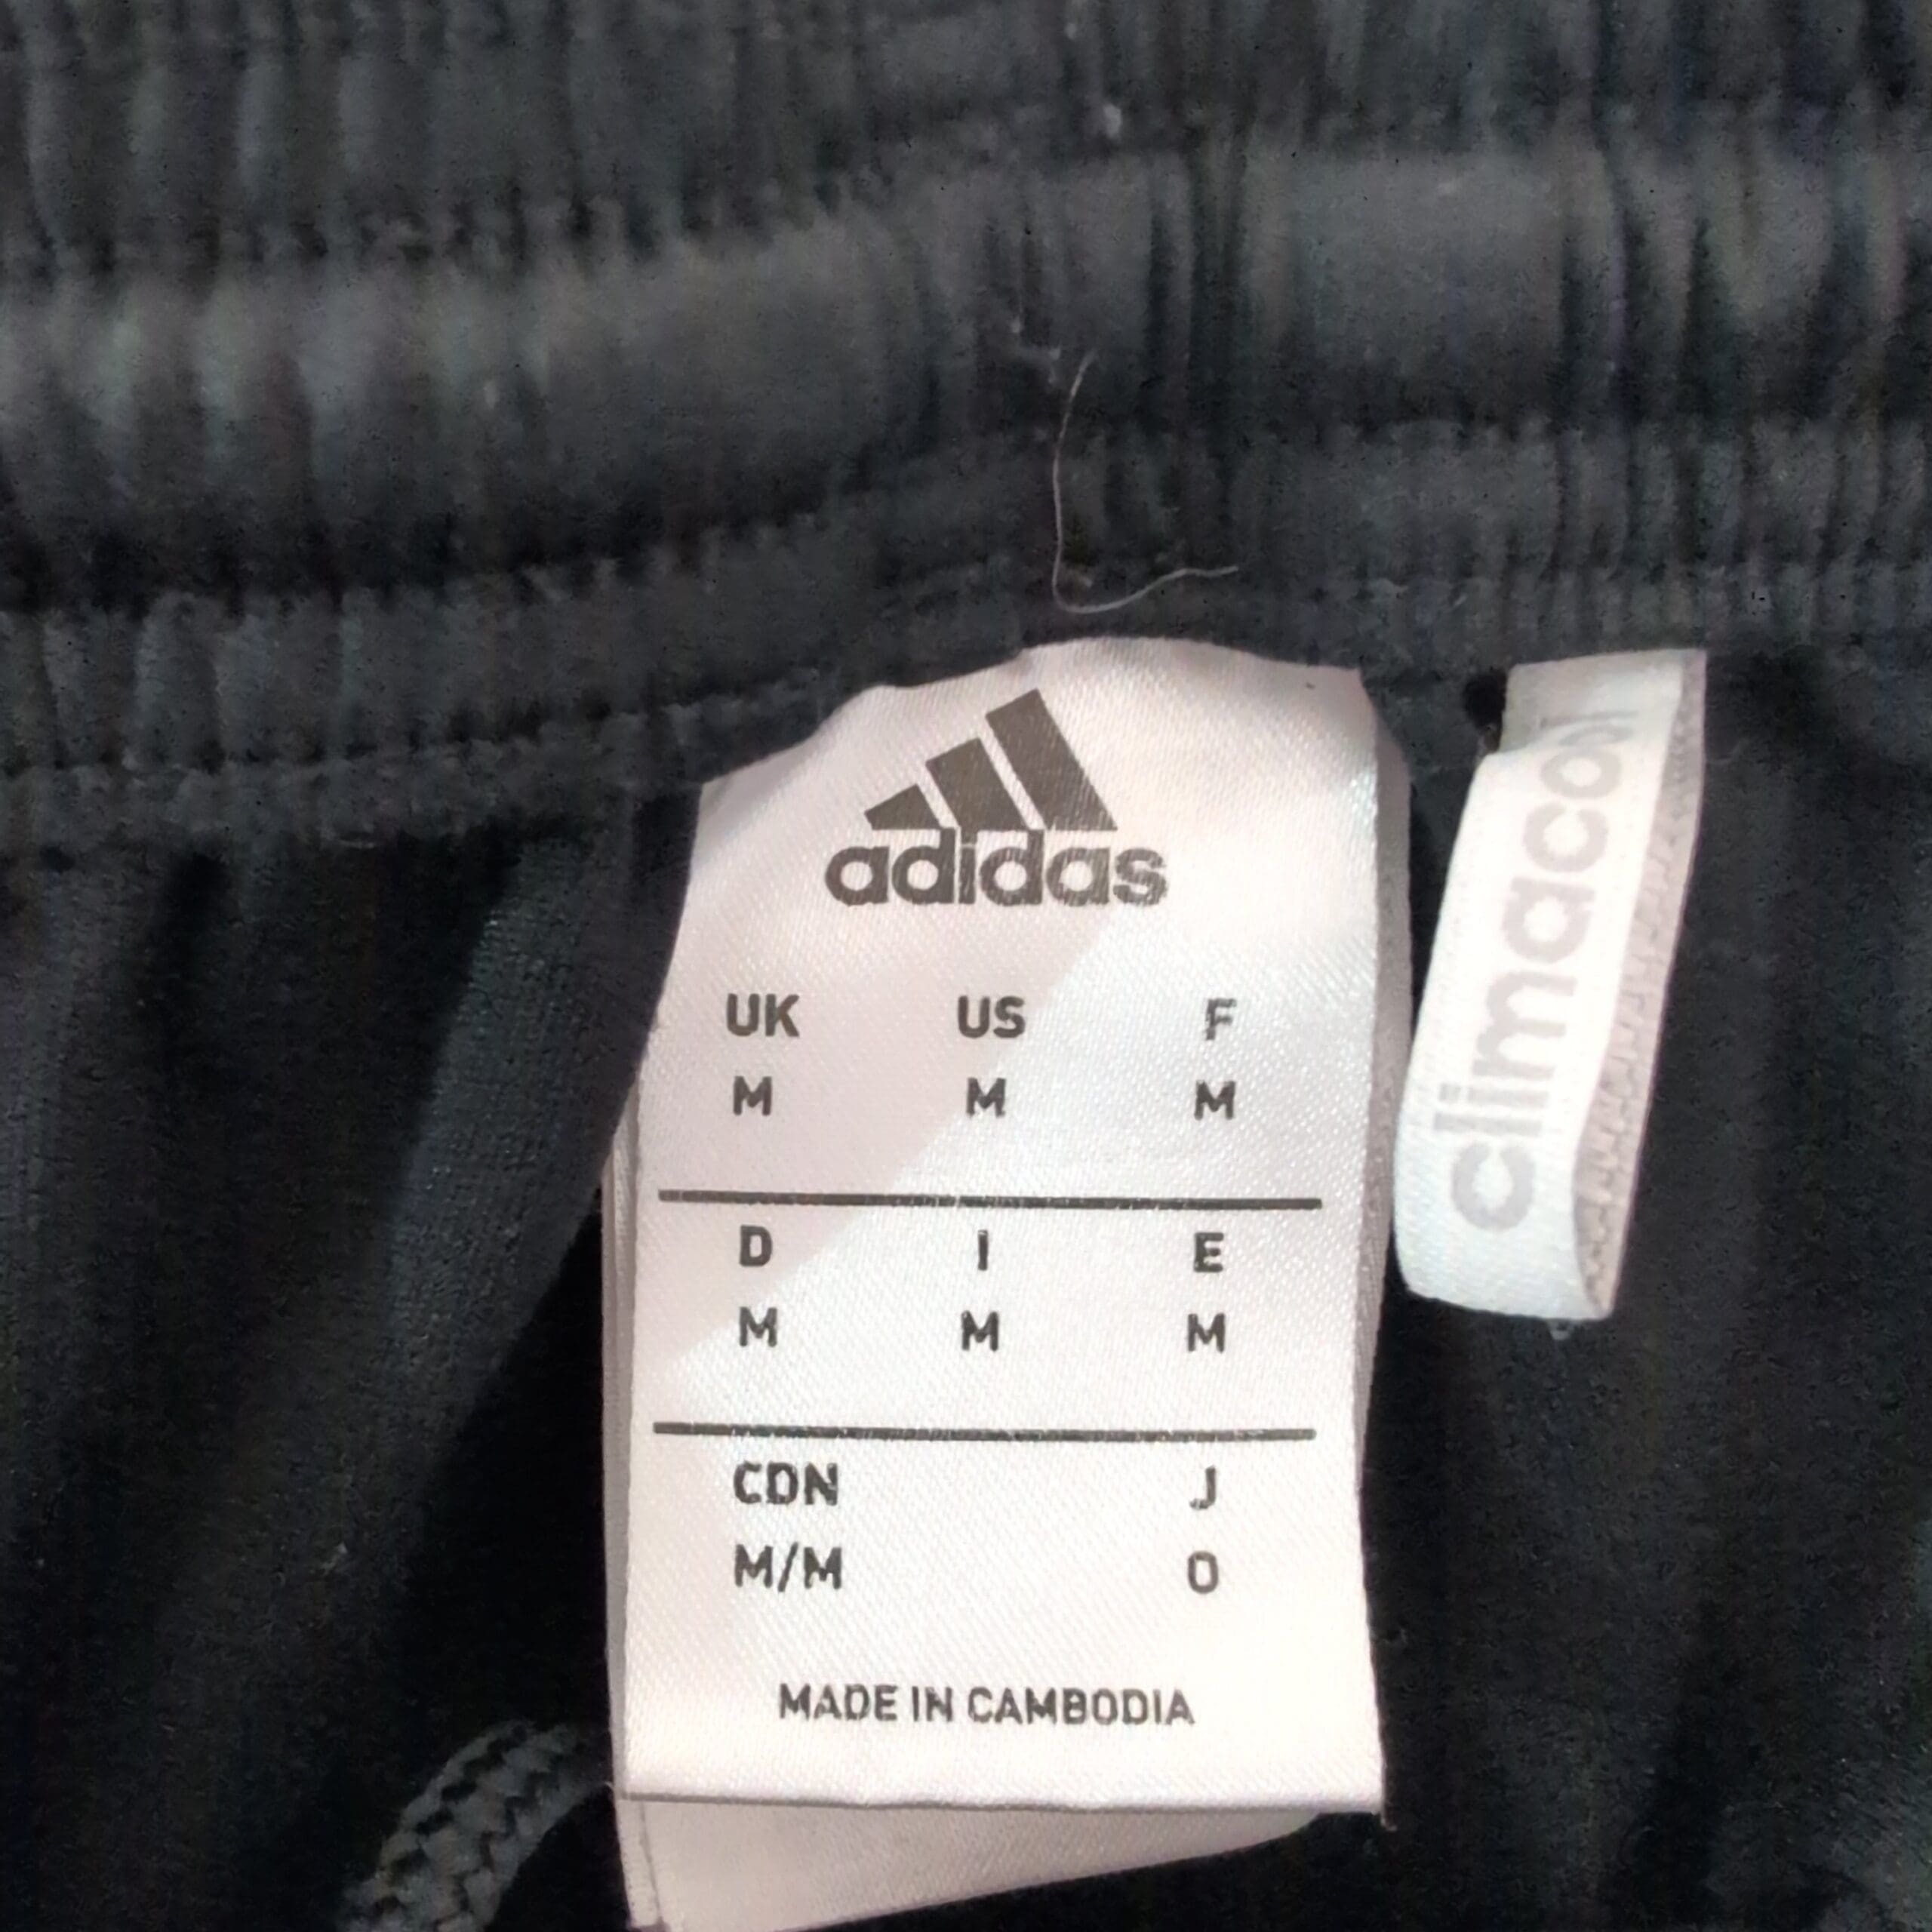 adidas
UK US F
M M M
D I E
M M M
CDN J
M/M O
MADE IN CAMBODIA
climacool